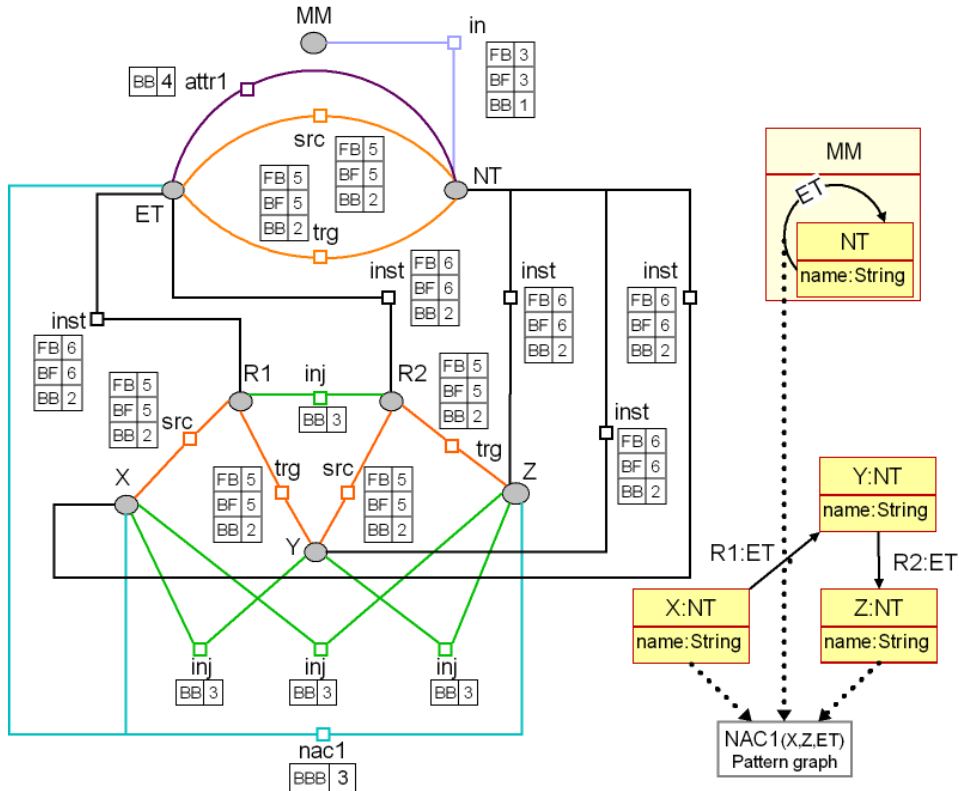 MM
in
FB 3
BF 3
BB 1
BB 4 attr1
src
FB 5
BF 5
BB 2
FB 5
BF 5
BB 2
trg
ET
NT
inst
FB 6
BF 6
BB 2
inst
FB 6
BF 6
BB 2
inst
FB 6
BF 6
BB 2
inst
FB 6
BF 6
BB 2
R1
inj
BB 3
R2
FB 5
BF 5
BB 2
src
FB 5
BF 5
BB 2
trg
inst
FB 6
BF 6
BB 2
X
trg
FB 5
BF 5
BB 2
src
FB 5
BF 5
BB 2
Z
Y
inj
BB 3
inj
BB 3
inj
BB 3
nac1
BBB 3
MM
ET
NT
name:String
Y:NT
name:String
R1:ET
R2:ET
X:NT
name:String
Z:NT
name:String
NAC1(X,Z,ET)
Pattern graph